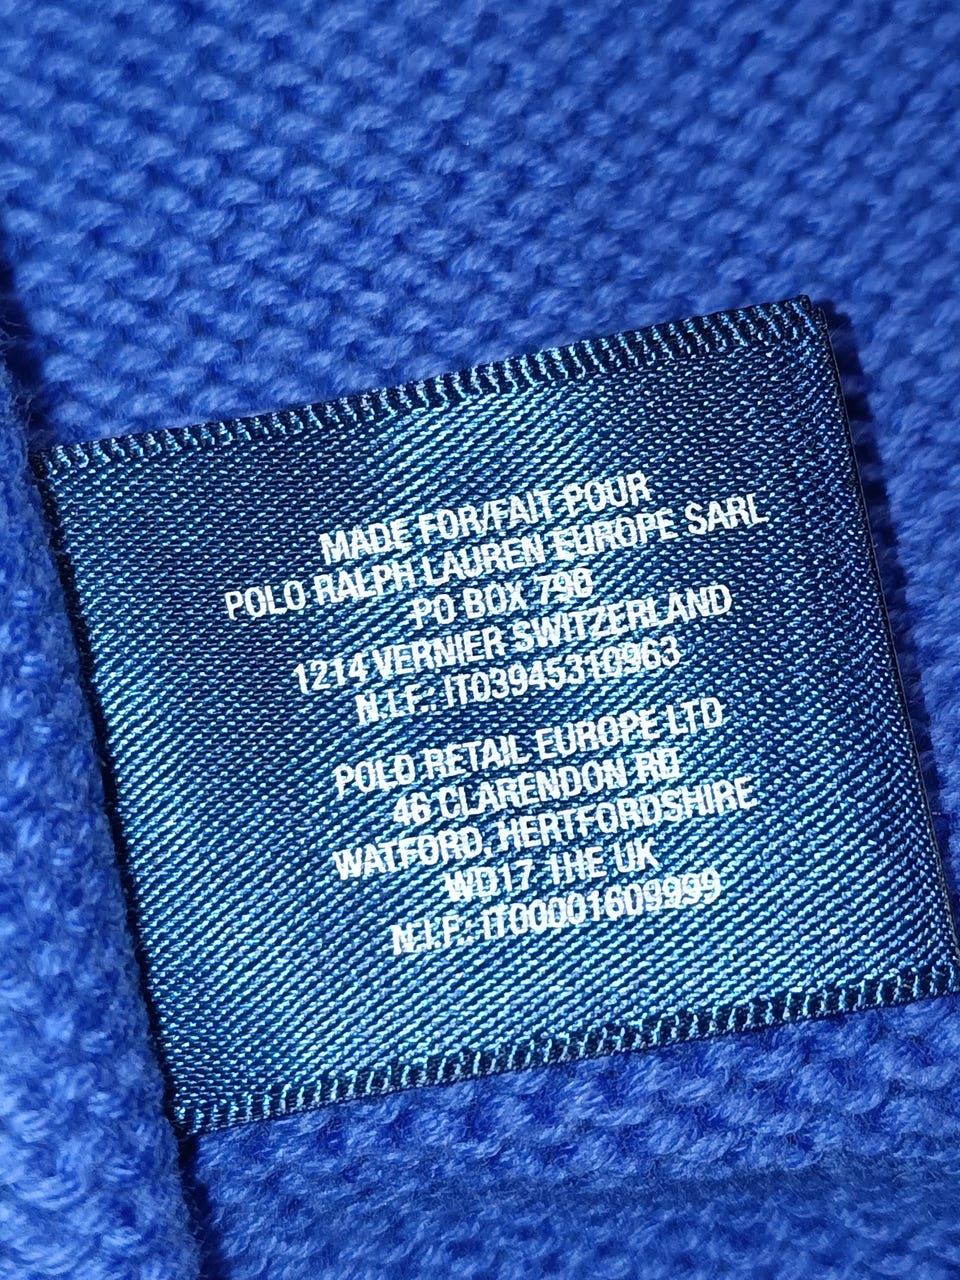 MADE FOR/FAIT POUR
POLO RALPH LAUREN EUROPE SARL
PO BOX 790
1214 VERNIER SWITZERLAND
N.I.F.: IT03945310963
POLO RETAIL EUROPE LTD
46 CLARENDON RD
WATFORD, HERTFORDSHIRE
WD17 1HE UK
N.I.F.: IT00001609999